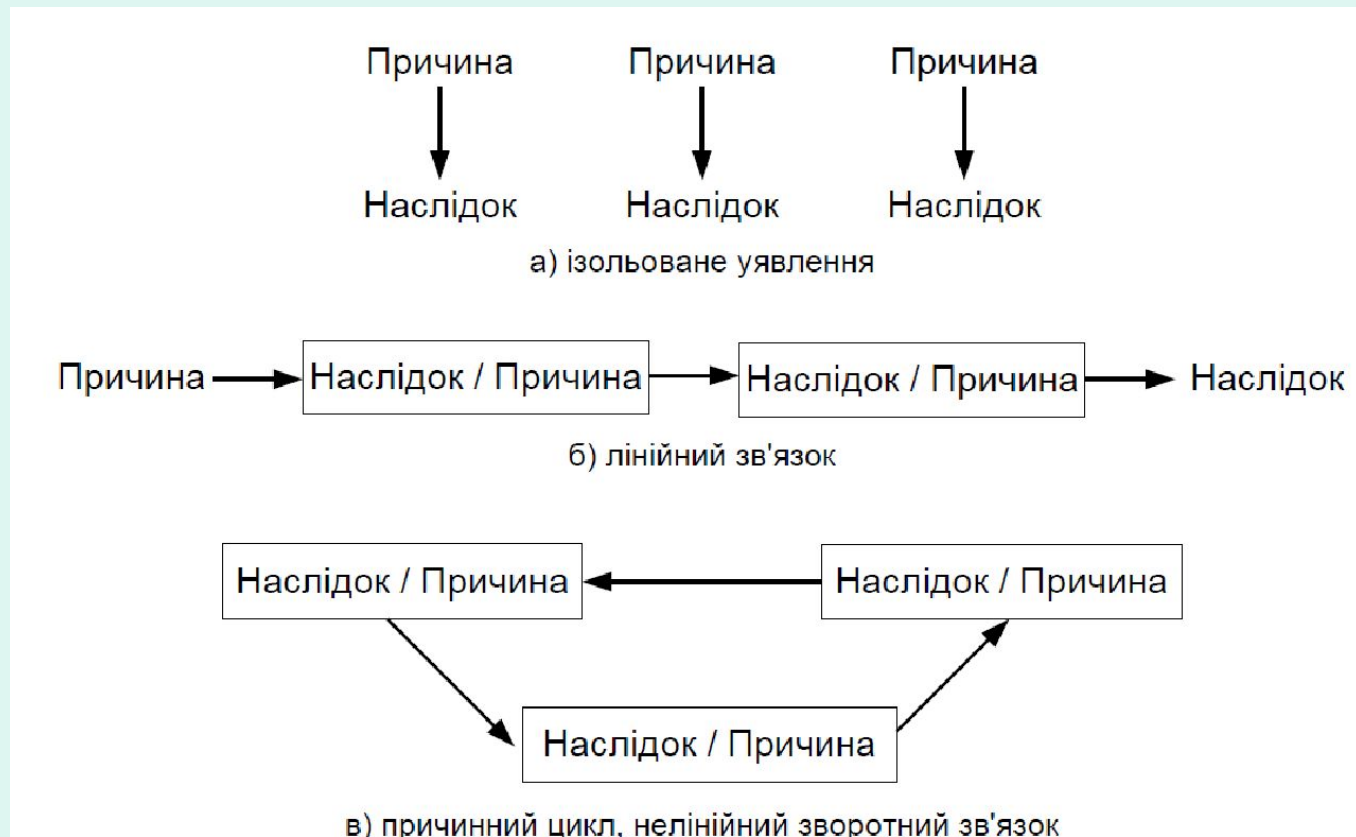 Причина Причина Причина
Наслідок Наслідок Наслідок
а) ізольоване уявлення
Причина Наслідок / Причина Наслідок / Причина Наслідок
б) лінійний зв'язок
Наслідок / Причина Наслідок / Причина
Наслідок / Причина
в) причинний цикл, нелінійний зворотний зв'язок